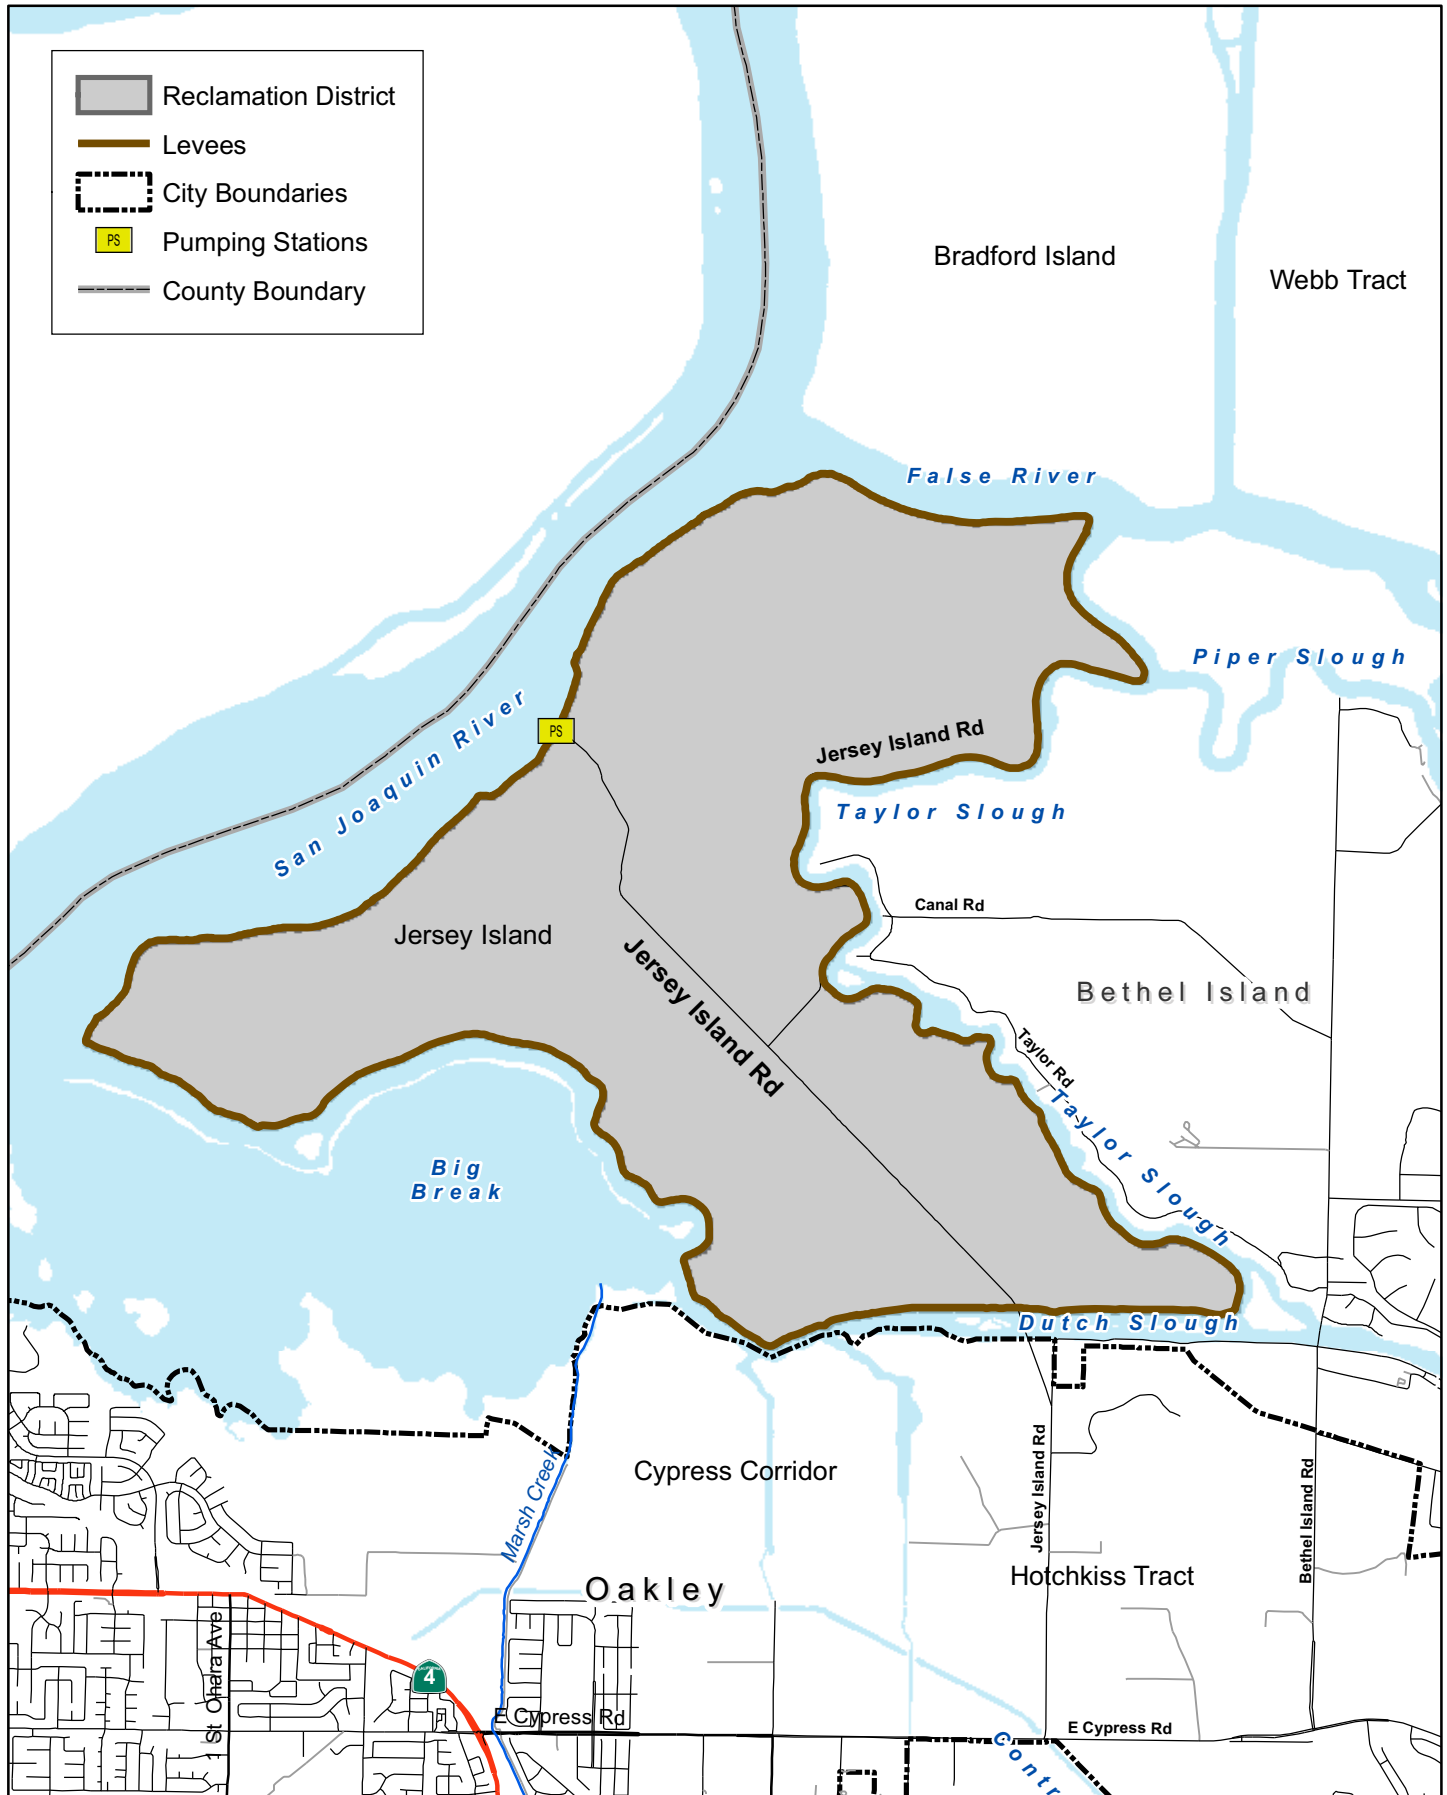 Reclamation District
Levees
City Boundaries
PS
Pumping Stations
County Boundary
Bradford Island
Webb Tract
False River
Piper Slough
San Joaquin River
PS
Jersey Island Rd
Taylor Slough
Canal Rd
Jersey Island
Jersey Island Rd
Bethel Island
Taylor Rd
Taylor Slough
Big
Break
Dutch Slough
Marsh Creek
Cypress Corridor
Jersey Island Rd
Bethel Island Rd
Oakley
Hotchkiss Tract
1 St Ohara Ave
CALIFORNIA
4
E Cypress Rd
E Cypress Rd
Contr